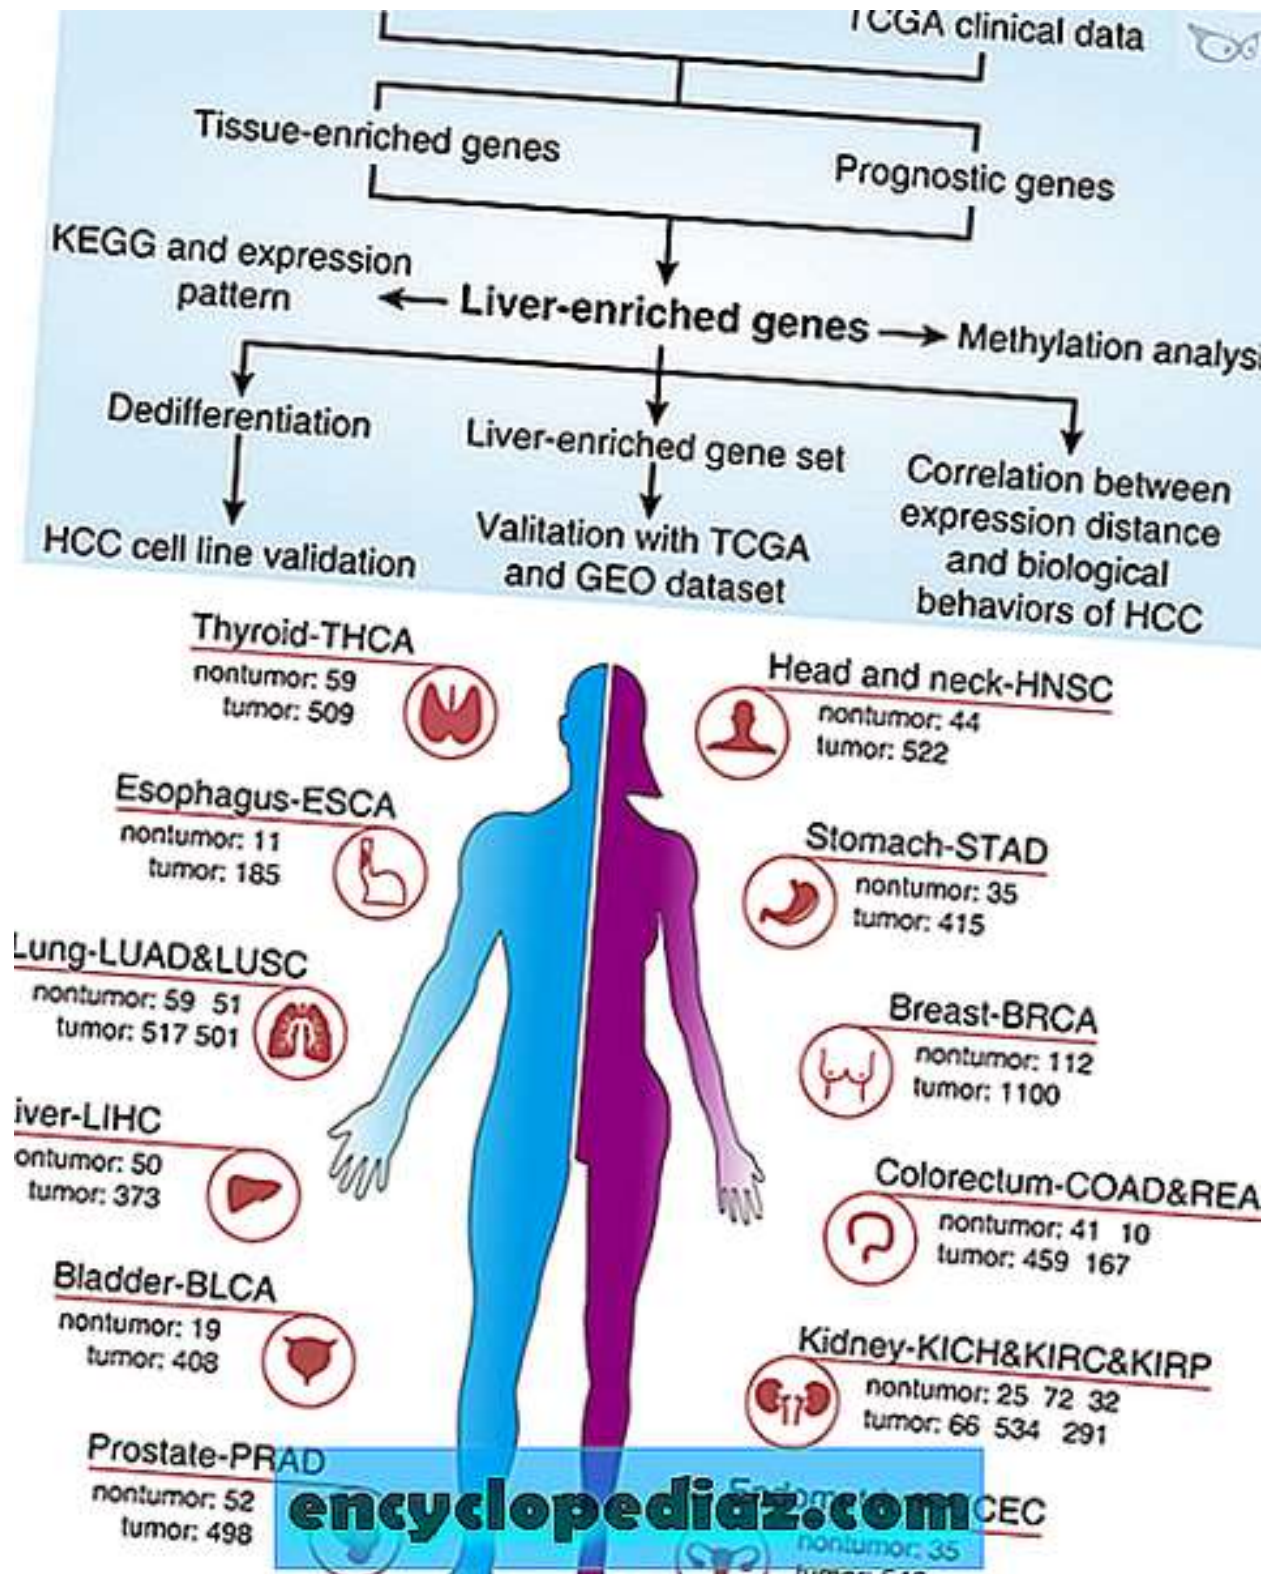 TCGA clinical data
Tissue-enriched genes
Prognostic genes
KEGG and expression
pattern
Liver-enriched genes
Methylation analysi
Dedifferentiation
Liver-enriched gene set
Correlation between
expression distance
and biological
behaviors of HCC
HCC cell line validation
Valitation with TCGA
and GEO dataset
Thyroid-THCA
nontumor: 59
tumor: 509
Head and neck-HNSC
nontumor: 44
tumor: 522
Esophagus-ESCA
nontumor: 11
tumor: 185
Stomach-STAD
nontumor: 35
tumor: 415
Lung-LUAD&LUSC
nontumor: 59 51
tumor: 517 501
Breast-BRCA
nontumor: 112
tumor: 1100
iver-LIHC
ontumor: 50
tumor: 373
Colorectum-COAD&REA
nontumor: 41 10
tumor: 459 167
Bladder-BLCA
nontumor: 19
tumor: 408
Kidney-KICH&KIRC&KIRP
nontumor: 25 72 32
tumor: 66 534 291
Prostate-PRAD
nontumor: 52
tumor: 498
CEC
nontumor: 35
encyclopediaz.com